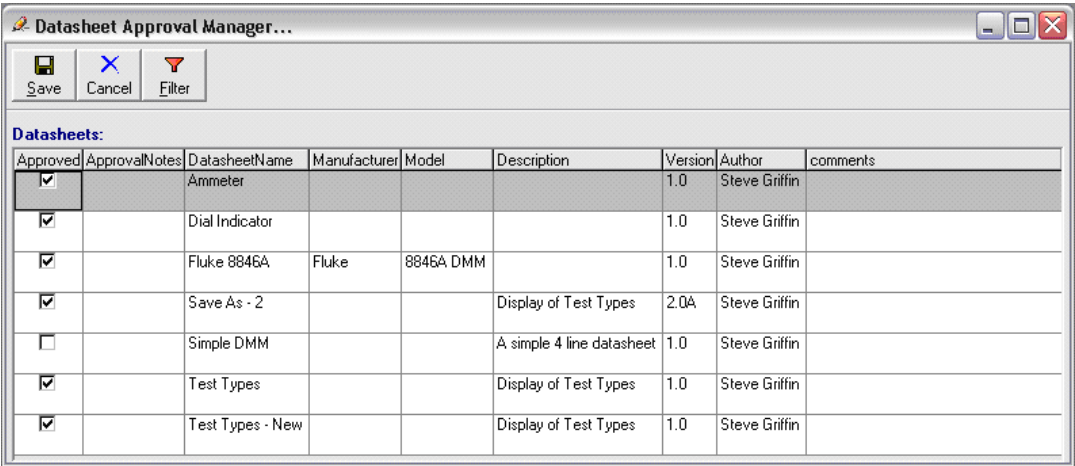 Datasheet Approval Manager...
Save Cancel Filter
Datasheets:
Approved ApprovalNotes DatasheetName Manufacturer Model Description Version Author comments
Ammeter 1.0 Steve Griffin
Dial Indicator 1.0 Steve Griffin
Fluke 8846A Fluke 8846A DMM 1.0 Steve Griffin
Save As - 2 Display of Test Types 2.0A Steve Griffin
Simple DMM A simple 4 line datasheet 1.0 Steve Griffin
Test Types Display of Test Types 1.0 Steve Griffin
Test Types - New Display of Test Types 1.0 Steve Griffin